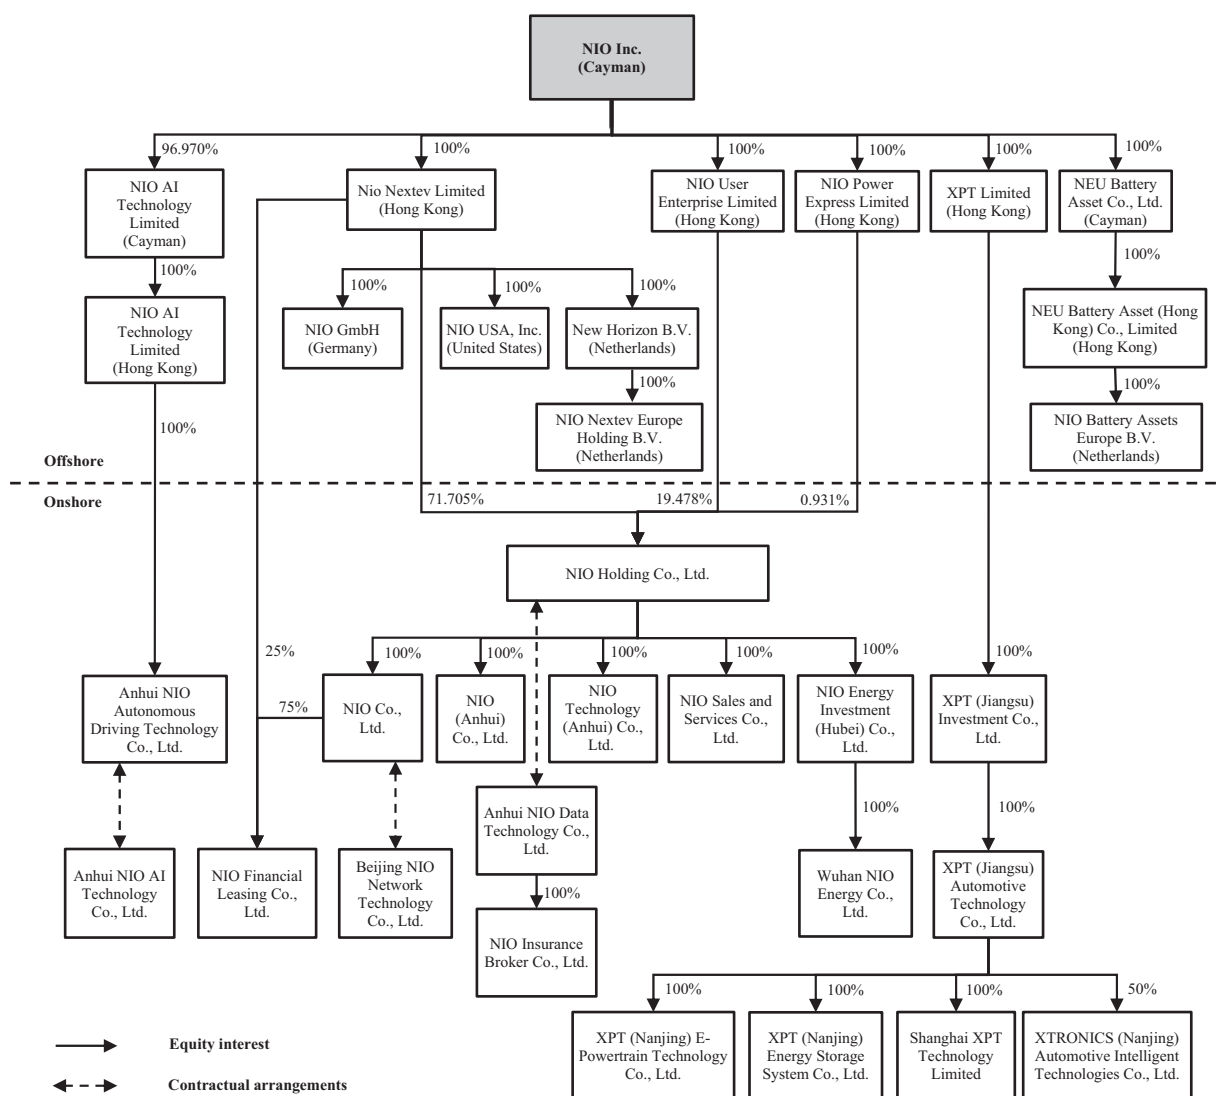 NIO Inc.
(Cayman)
96.970%
100%
100%
100%
100%
100%
NIO AI
Technology
Limited
(Cayman)
Nio Nextev Limited
(Hong Kong)
NIO User
Enterprise Limited
(Hong Kong)
NIO Power
Express Limited
(Hong Kong)
XPT Limited
(Hong Kong)
NEU Battery
Asset Co., Ltd.
(Cayman)
100%
100%
100%
100%
100%
NIO AI
Technology
Limited
(Hong Kong)
NIO GmbH
(Germany)
NIO USA, Inc.
(United States)
New Horizon B.V.
(Netherlands)
NEU Battery Asset (Hong
Kong) Co., Limited
(Hong Kong)
100%
100%
100%
NIO Nextev Europe
Holding B.V.
(Netherlands)
NIO Battery Assets
Europe B.V.
(Netherlands)
Offshore
Onshore
71.705%
19.478%
0.931%
NIO Holding Co., Ltd.
25%
100%
100%
100%
100%
100%
100%
Anhui NIO
Autonomous
Driving Technology
Co., Ltd.
75%
NIO Co.,
Ltd.
NIO
(Anhui)
Co., Ltd.
NIO
Technology
(Anhui) Co.,
Ltd.
NIO Sales and
Services Co.,
Ltd.
NIO Energy
Investment
(Hubei) Co.,
Ltd.
XPT (Jiangsu)
Investment Co.,
Ltd.
100%
100%
Anhui NIO Data
Technology Co.,
Ltd.
Anhui NIO AI
Technology
Co., Ltd.
NIO Financial
Leasing Co.,
Ltd.
Beijing NIO
Network
Technology
Co., Ltd.
Wuhan NIO
Energy Co.,
Ltd.
XPT (Jiangsu)
Automotive
Technology
Co., Ltd.
100%
NIO Insurance
Broker Co., Ltd.
100%
100%
100%
50%
XPT (Nanjing) E-
Powertrain Technology
Co., Ltd.
XPT (Nanjing)
Energy Storage
System Co., Ltd.
Shanghai XPT
Technology
Limited
XTRONICS (Nanjing)
Automotive Intelligent
Technologies Co., Ltd.
Equity interest
Contractual arrangements